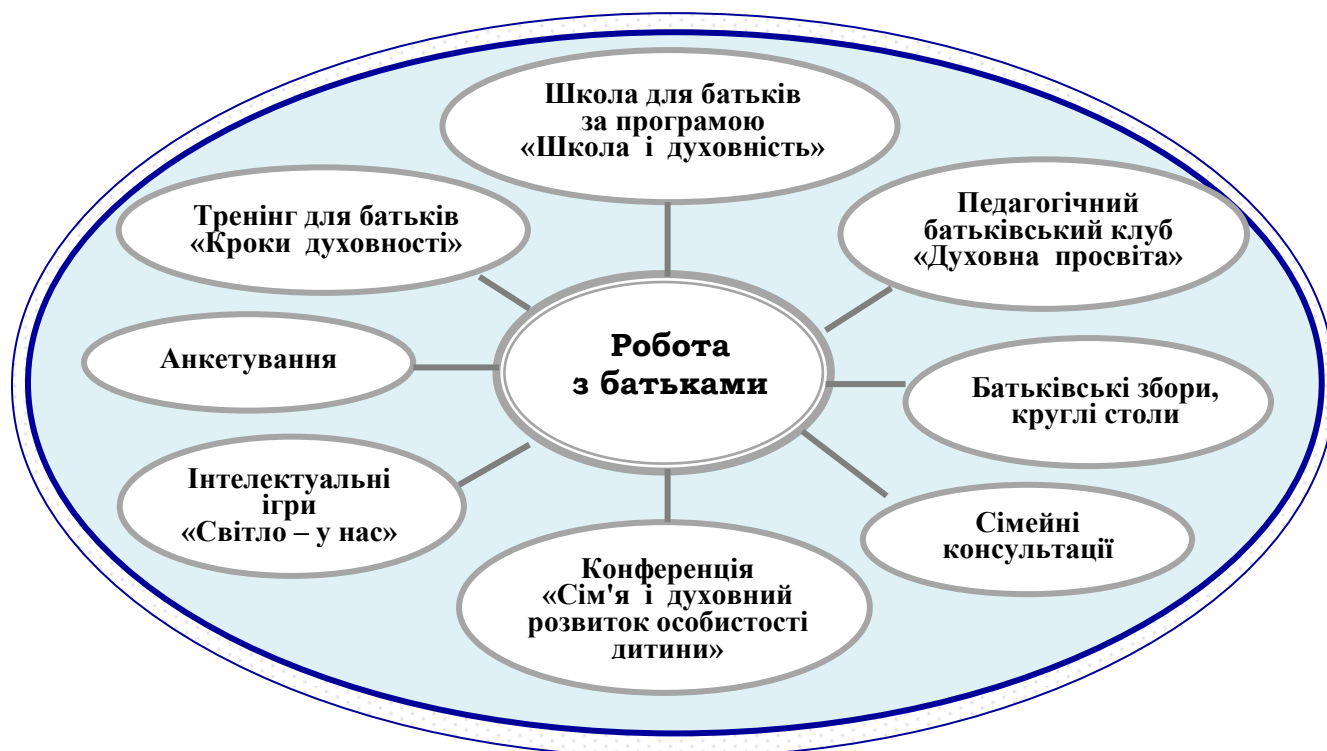 Школа для батьків
за програмою
«Школа і духовність»
Тренінг для батьків
«Кроки духовності»
Педагогічний
батьківський клуб
«Духовна просвіта»
Робота
з батьками
Анкетування
Батьківські збори,
круглі столи
Інтелектуальні
ігри
«Світло – у нас»
Сімейні
консультації
Конференція
«Сім'я і духовний
розвиток особистості
дитини»